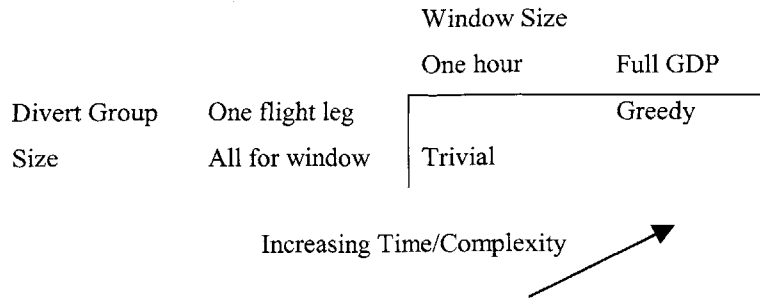 Window Size
One hour Full GDP
Divert Group One flight leg Greedy
Size All for window Trivial
Increasing Time/Complexity